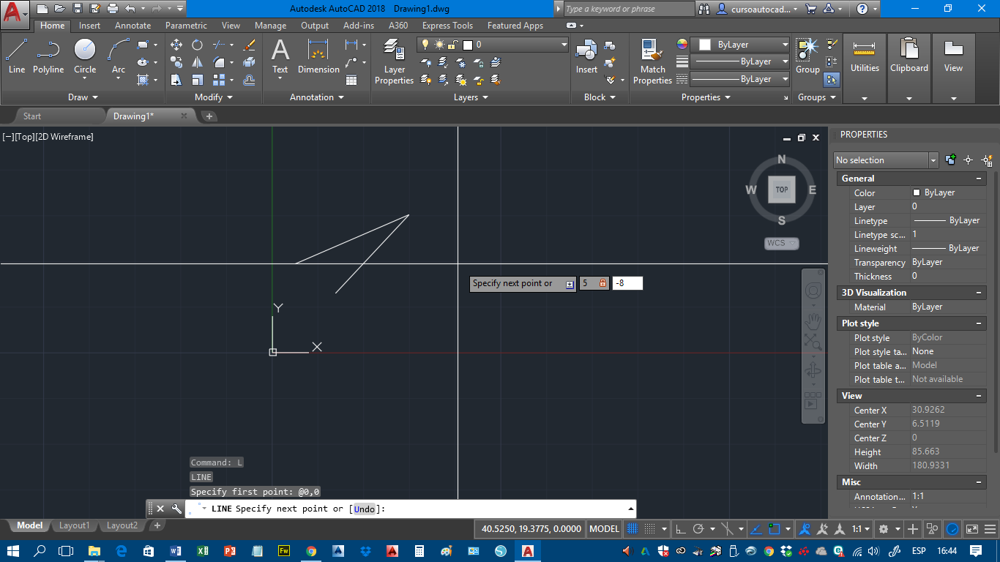 Autodesk AutoCAD 2018 Drawing1.dwg
Type a keyword or phrase
cursoautocad...
Home Insert Annotate Parametric View Manage Output Add-ins A360 Express Tools Featured Apps
Line Polyline Circle Arc
Draw
Modify
Text Dimension
Annotation
Layer Properties
0
Layers
Insert
Block
Match Properties
ByLayer
ByLayer
ByLayer
Properties
Group
Groups
Utilities
Clipboard
View
Start Drawing1*
[−][Top][2D Wireframe]
N
W TOP E
S
WCS
Specify next point or 5 -8
Y
X
PROPERTIES
No selection
General
Color ByLayer
Layer 0
Linetype ByLayer
Linetype sc... 1
Lineweight ByLayer
Transparency ByLayer
Thickness 0
3D Visualization
Material ByLayer
Plot style
Plot style ByColor
Plot style ta... None
Plot table a... Model
Plot table t... Not available
View
Center X 30.9262
Center Y 6.5119
Center Z 0
Height 85.663
Width 180.9331
Misc
Annotation... 1:1
Command: L
LINE
Specify first point: @0,0
LINE Specify next point or [Undo]:
Model Layout1 Layout2
40.5250, 19.3775, 0.0000 MODEL 1:1
Fw
ESP 16:44